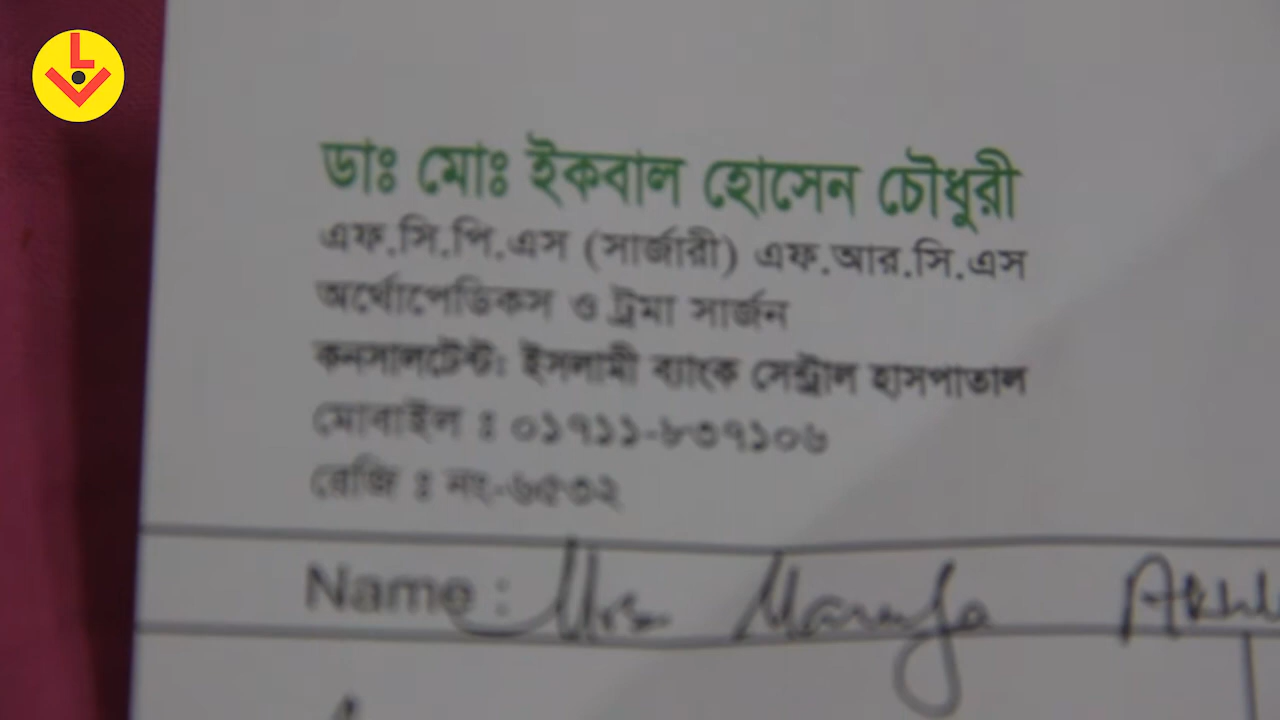 ডাঃ মোঃ ইকবাল হোসেন চৌধুরী
এফ.সি.পি.এস (সার্জারী) এফ.আর.সি.এস
অর্থোপেডিকস ও ট্রমা সার্জন
কনসালটেন্ট: ইসলামী ব্যাংক সেন্ট্রাল হাসপাতাল
মোবাইল ঃ ০১৭১১-৮৩৭১০৬
রেজি ঃ নং-৬৫৩২
Name : Mrs Marufa